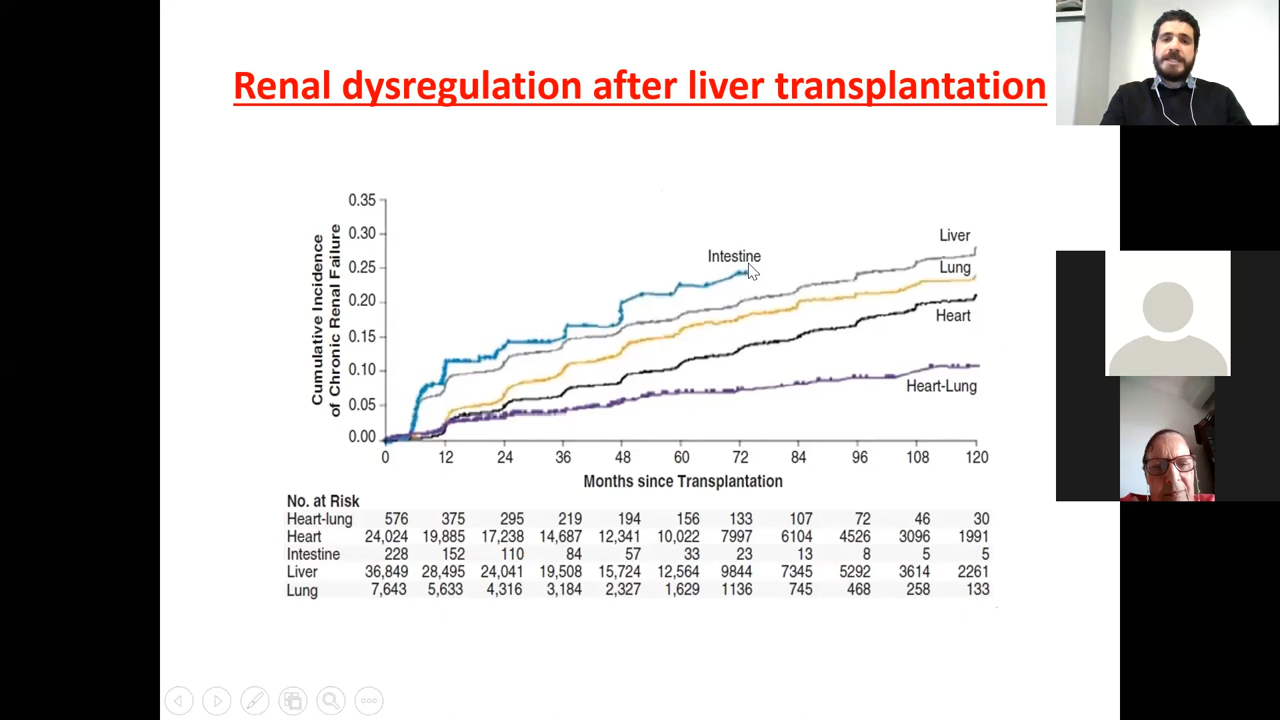 Renal dysregulation after liver transplantation
Cumulative Incidence
of Chronic Renal Failure
0.35
0.30
0.25
0.20
0.15
0.10
0.05
0.00
Intestine
Liver
Lung
Heart
Heart-Lung
0 12 24 36 48 60 72 84 96 108 120
Months since Transplantation
No. at Risk
Heart-lung 576 375 295 219 194 156 133 107 72 46 30
Heart 24,024 19,885 17,238 14,687 12,341 10,022 7997 6104 4526 3096 1991
Intestine 228 152 110 84 57 33 23 13 8 5 5
Liver 36,849 28,495 24,041 19,508 15,724 12,564 9844 7345 5292 3614 2261
Lung 7,643 5,633 4,316 3,184 2,327 1,629 1136 745 468 258 133